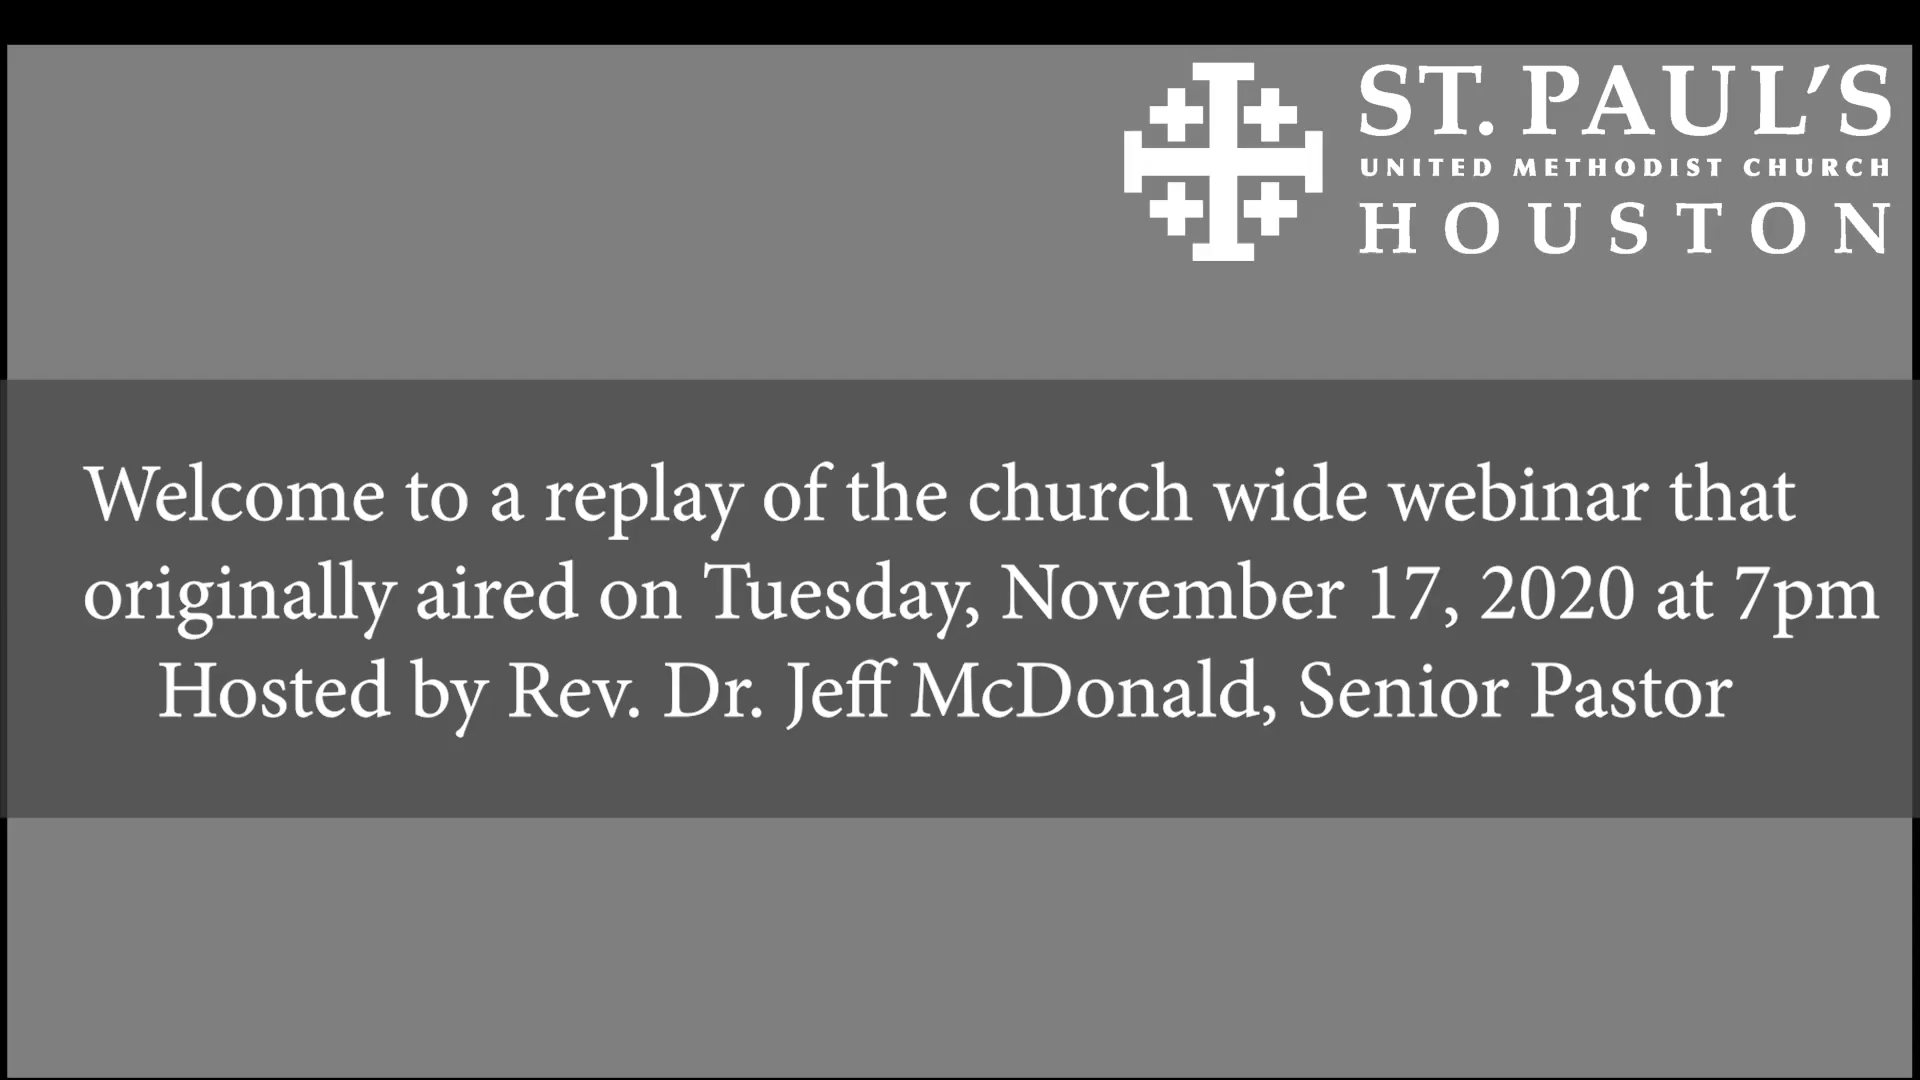 ST. PAUL'S
UNITED METHODIST CHURCH
HOUSTON
Welcome to a replay of the church wide webinar that
originally aired on Tuesday, November 17, 2020 at 7pm
Hosted by Rev. Dr. Jeff McDonald, Senior Pastor